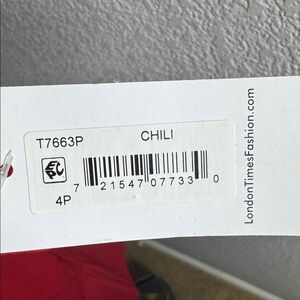 T7663P CHILI
4P
7 21547 07733 0
LondonTimesFashion.com